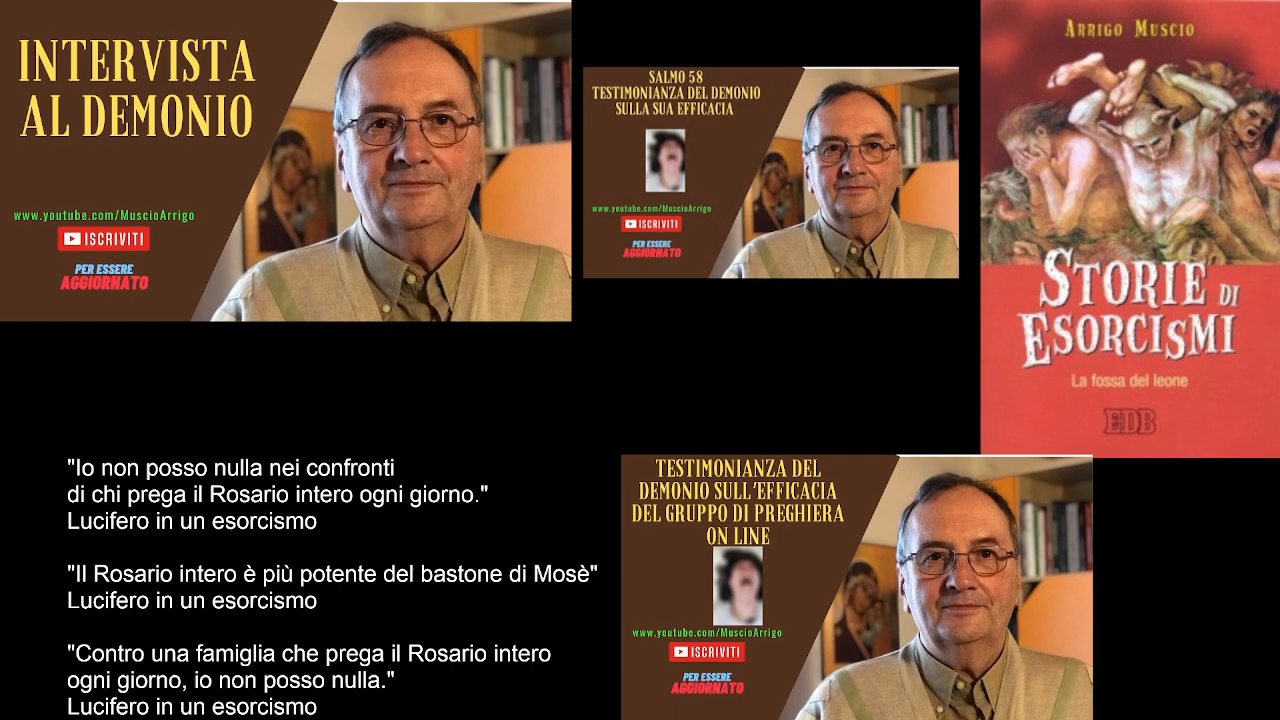 INTERVISTA
AL DEMONIO
www.youtube.com/MuscioArrigo
ISCRIVITI
PER ESSERE
AGGIORNATO
SALMO 58
TESTIMONIANZA DEL DEMONIO
SULLA SUA EFFICACIA
www.youtube.com/MuscioArrigo
ISCRIVITI
PER ESSERE
AGGIORNATO
ARRIGO MUSCIO
STORIE DI
ESORCISMI
La fossa del leone
EDB
"Io non posso nulla nei confronti
di chi prega il Rosario intero ogni giorno."
Lucifero in un esorcismo
"Il Rosario intero è più potente del bastone di Mosè"
Lucifero in un esorcismo
"Contro una famiglia che prega il Rosario intero
ogni giorno, io non posso nulla."
Lucifero in un esorcismo
TESTIMONIANZA DEL
DEMONIO SULL'EFFICACIA
DEL GRUPPO DI PREGHIERA
ON LINE
www.youtube.com/MuscioArrigo
ISCRIVITI
PER ESSERE
AGGIORNATO